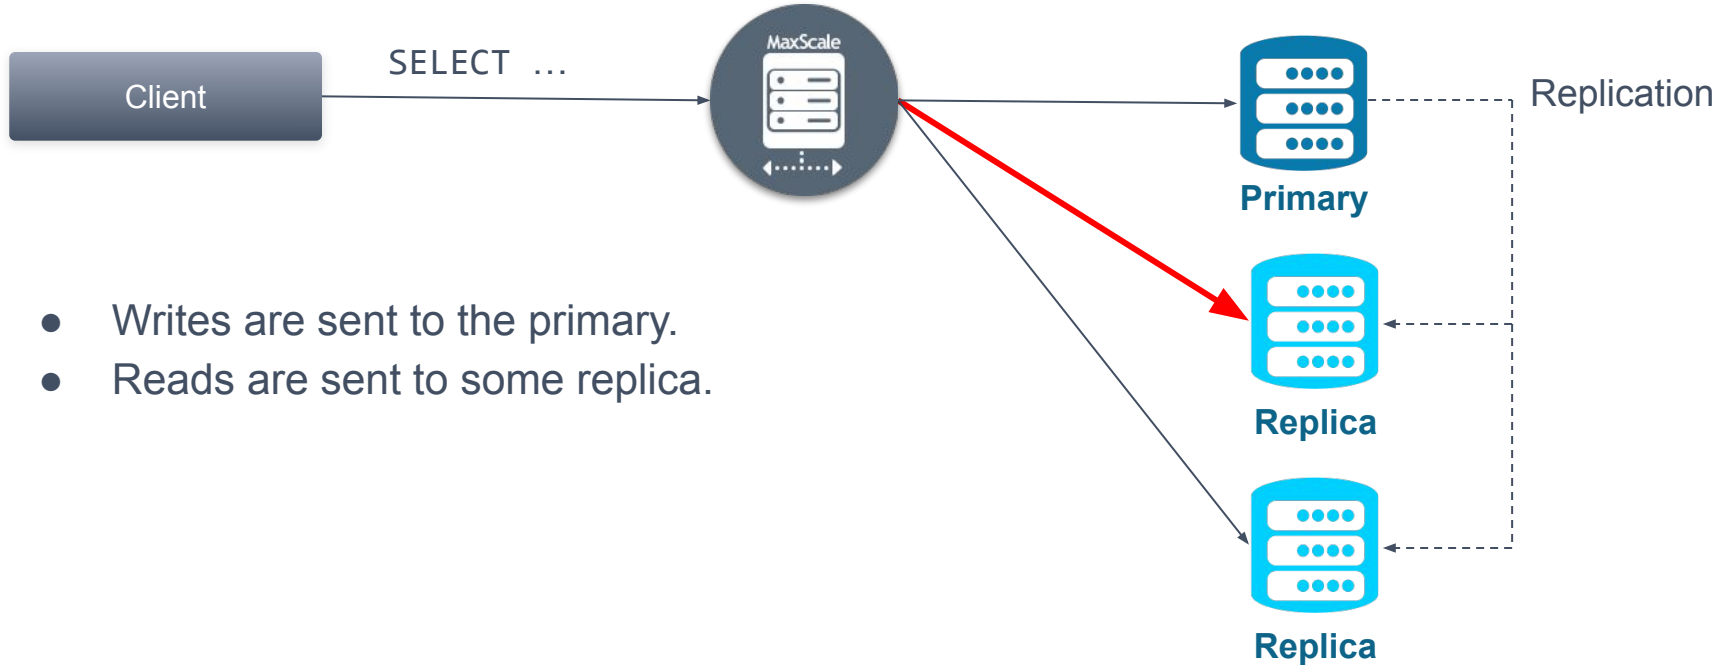 MaxScale
Client
SELECT ...
Replication
Primary
● Writes are sent to the primary.
● Reads are sent to some replica.
Replica
Replica